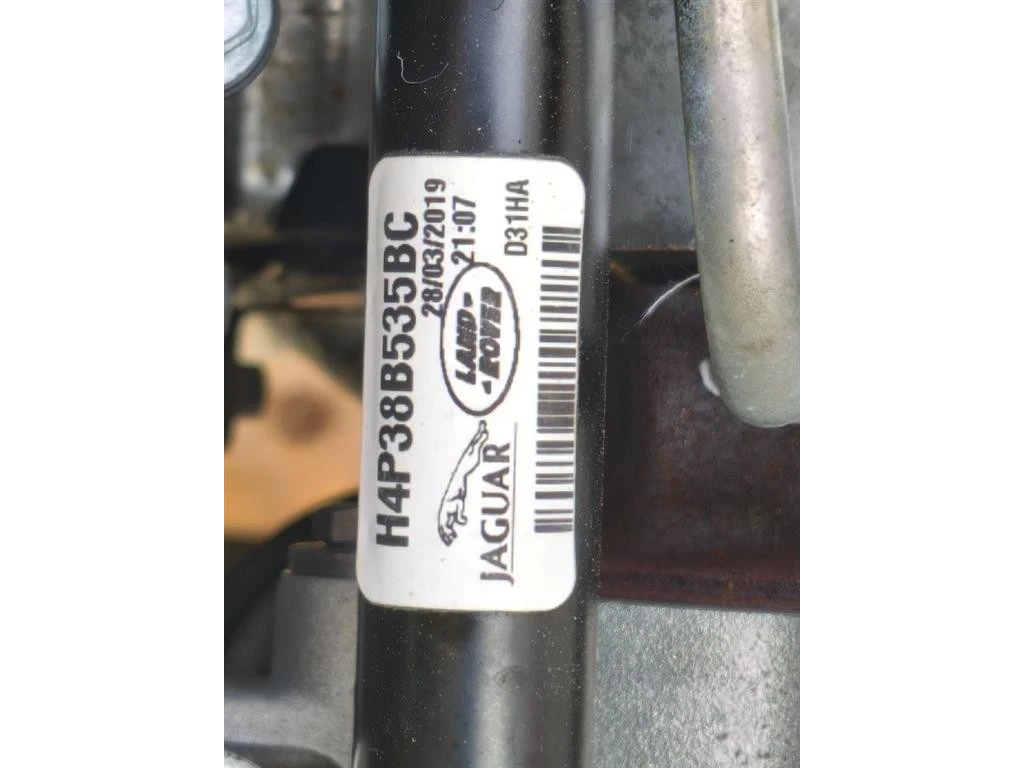 H4P38B535BC
28/03/2019
21:07
LAND-
-ROVER
JAGUAR
D31HA